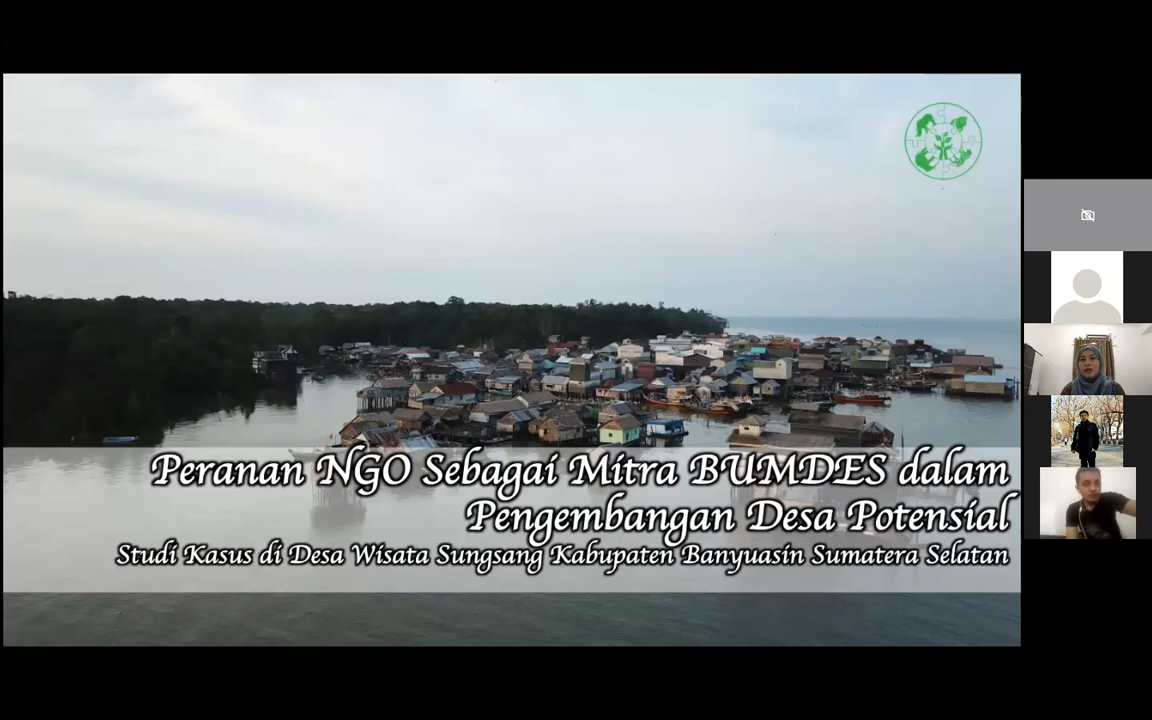 Peranan NGO Sebagai Mitra BUMDES dalam
Pengembangan Desa Potensial
Studi Kasus di Desa Wisata Sungsang Kabupaten Banyuasin Sumatera Selatan